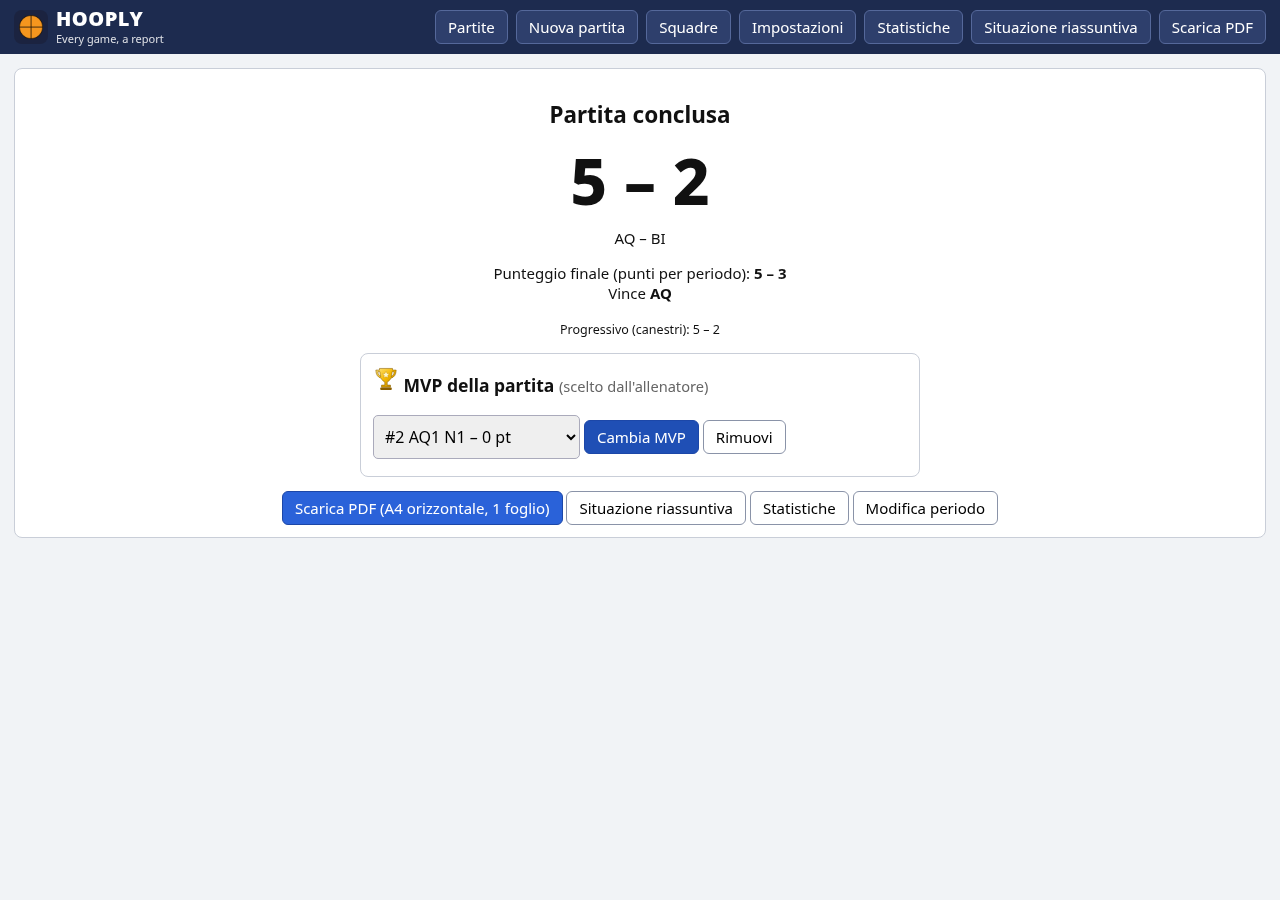 HOOPLY
Every game, a report
Partite
Nuova partita
Squadre
Impostazioni
Statistiche
Situazione riassuntiva
Scarica PDF
Partita conclusa
5 – 2
AQ – BI
Punteggio finale (punti per periodo): 5 – 3
Vince AQ
Progressivo (canestri): 5 – 2
MVP della partita (scelto dall'allenatore)
#2 AQ1 N1 – 0 pt
Cambia MVP
Rimuovi
Scarica PDF (A4 orizzontale, 1 foglio)
Situazione riassuntiva
Statistiche
Modifica periodo